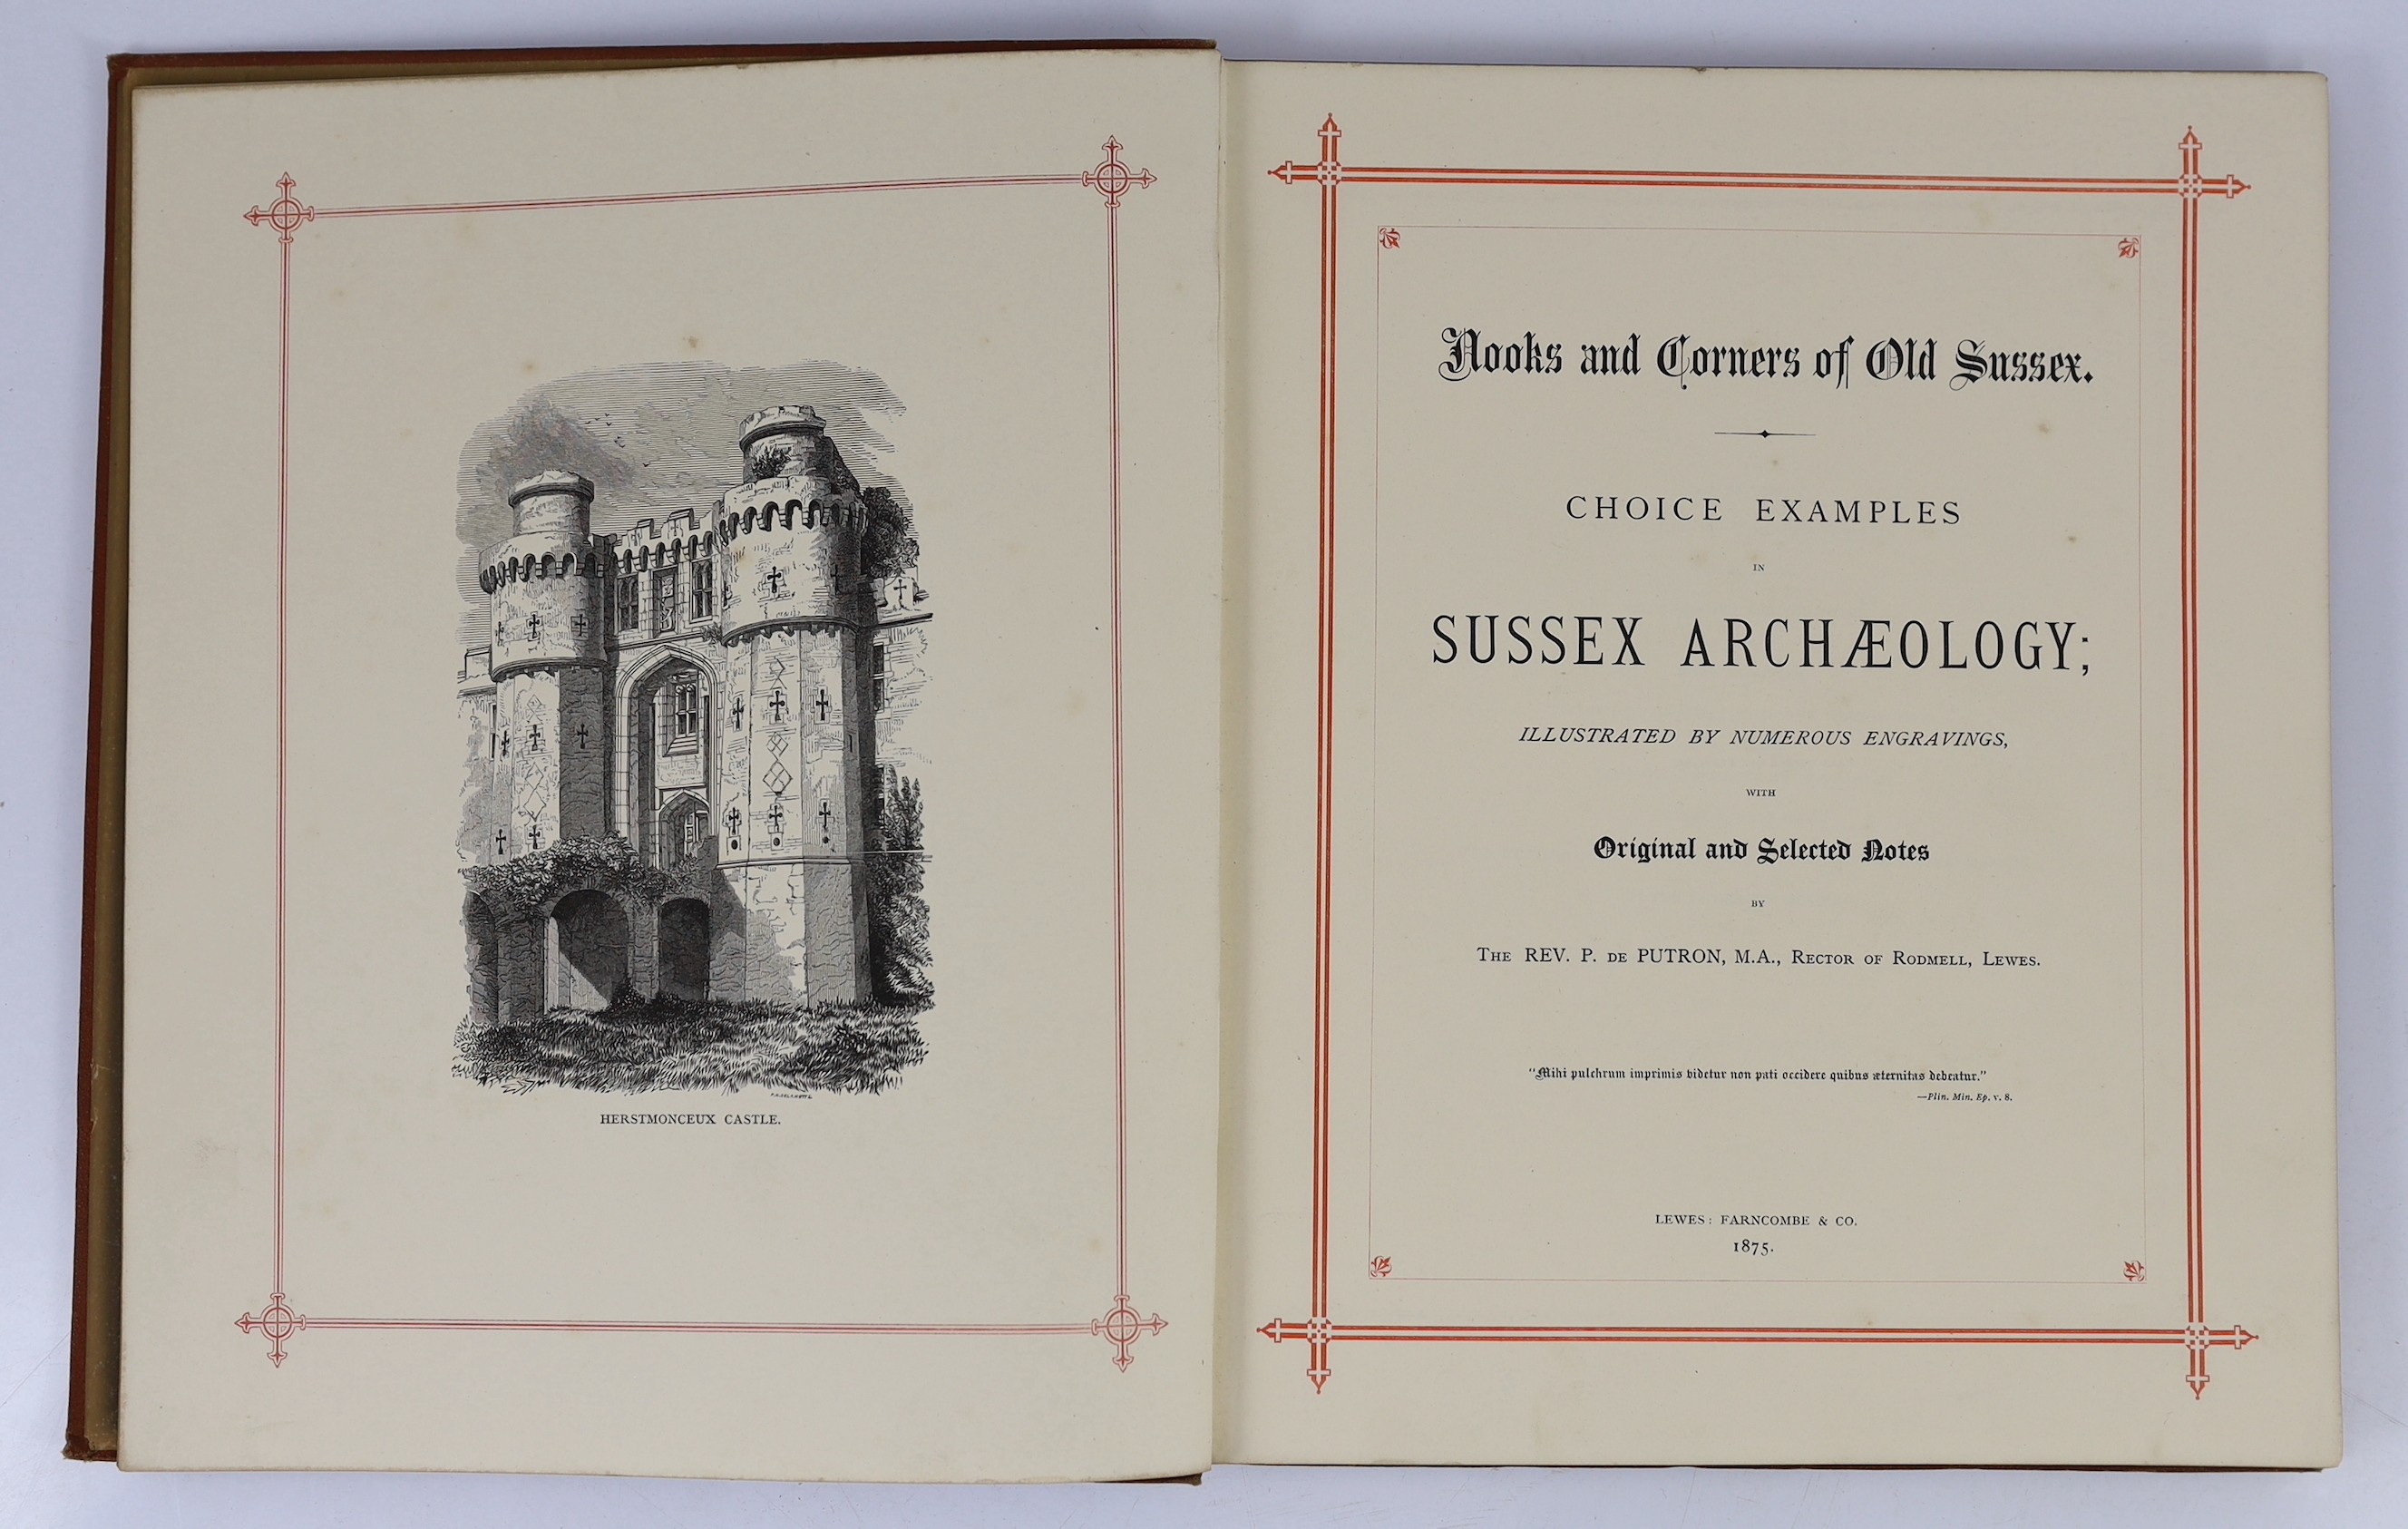 HERSTMONCEUX CASTLE.
Nooks and Corners of Old Sussex.
CHOICE EXAMPLES
IN
SUSSEX ARCHÆOLOGY;
ILLUSTRATED BY NUMEROUS ENGRAVINGS,
WITH
Original and Selected Notes
BY
THE REV. P. DE PUTRON, M.A., RECTOR OF RODMELL, LEWES.
"Mihi pulchrum imprimis videtur non pati occidere quibus æternitas debeatur."
—Plin. Min. Ep. v. 8.
LEWES: FARNCOMBE & CO.
1875.